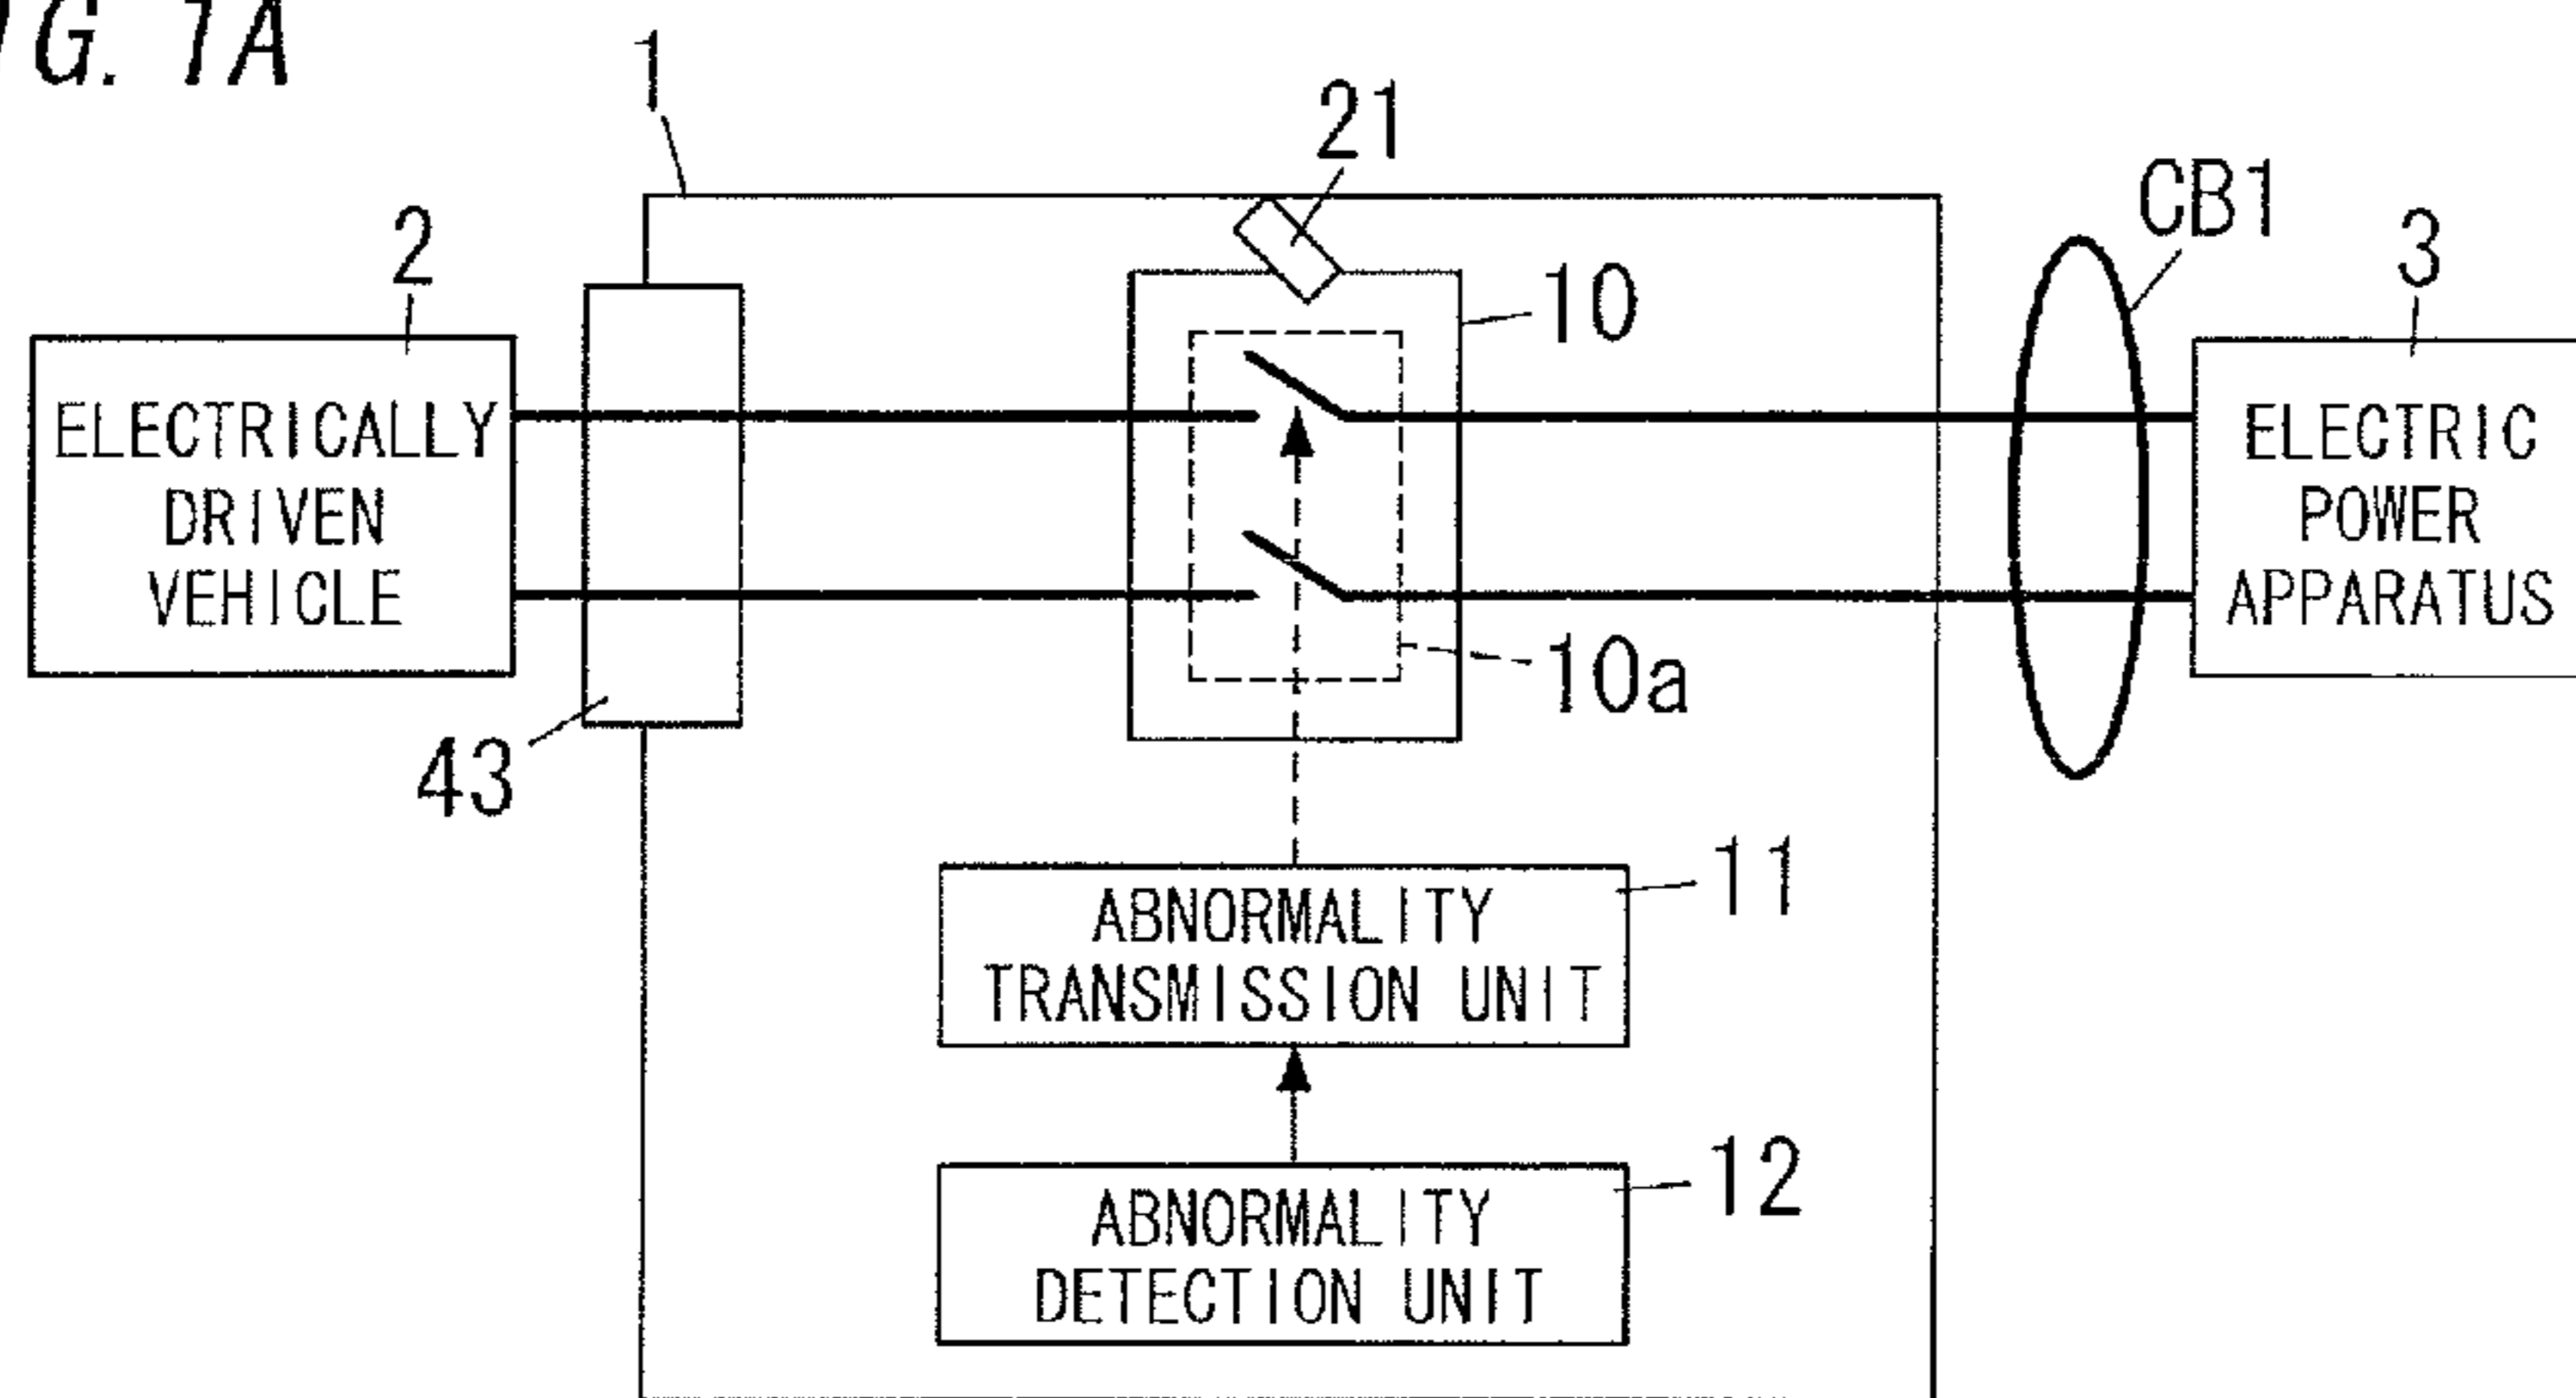 IG. 1A
1
21
CB1
2
3
10
ELECTRICALLY
DRIVEN
VEHICLE
ELECTRIC
POWER
APPARATUS
10a
43
11
ABNORMALITY
TRANSMISSION UNIT
12
ABNORMALITY
DETECTION UNIT